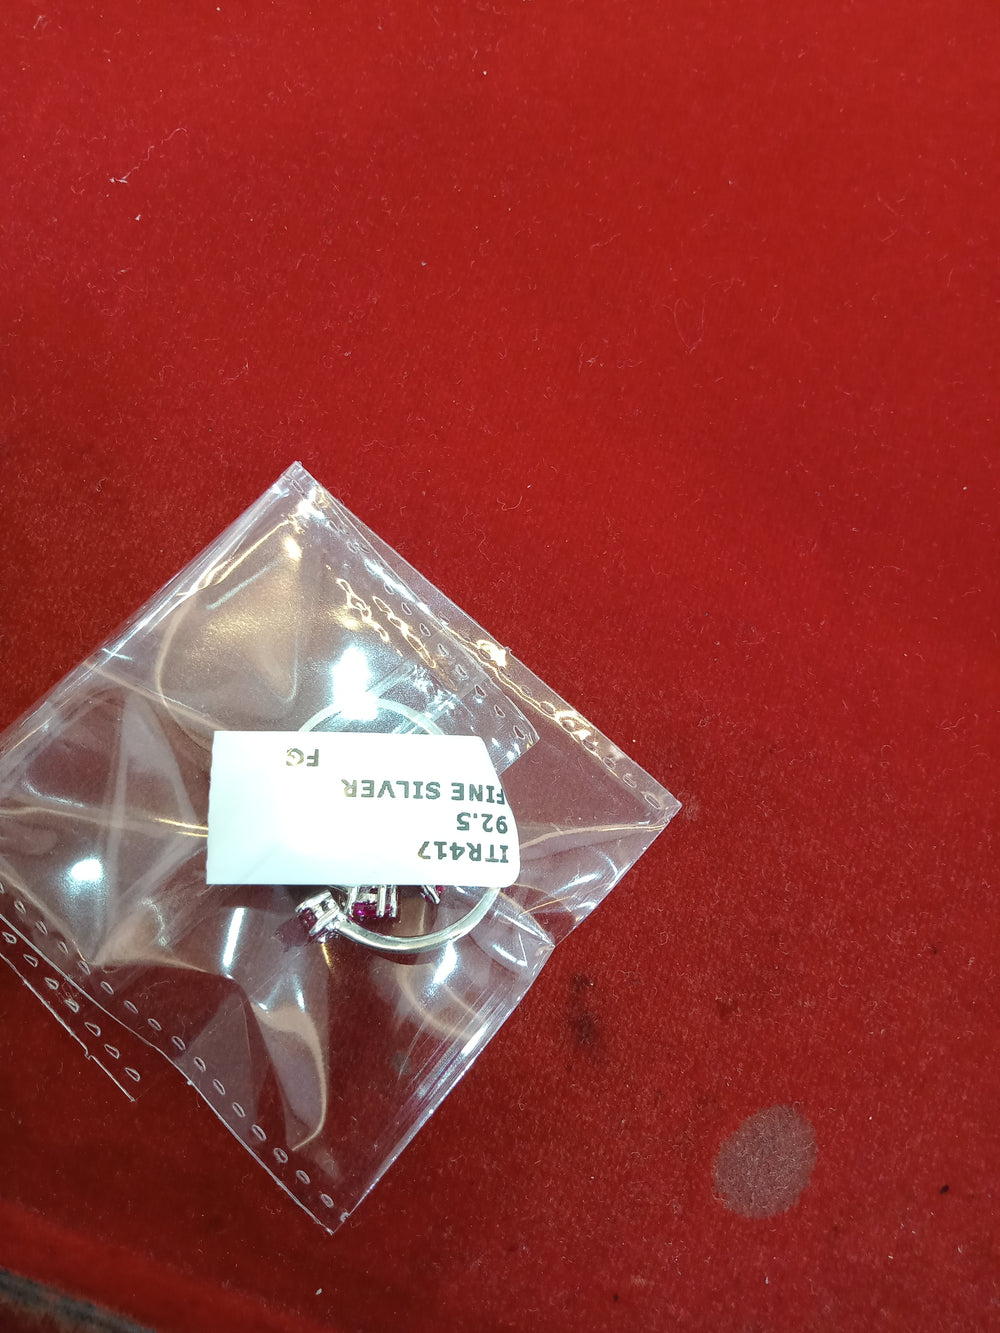 ITR417
92.5
FINE SILVER
FG